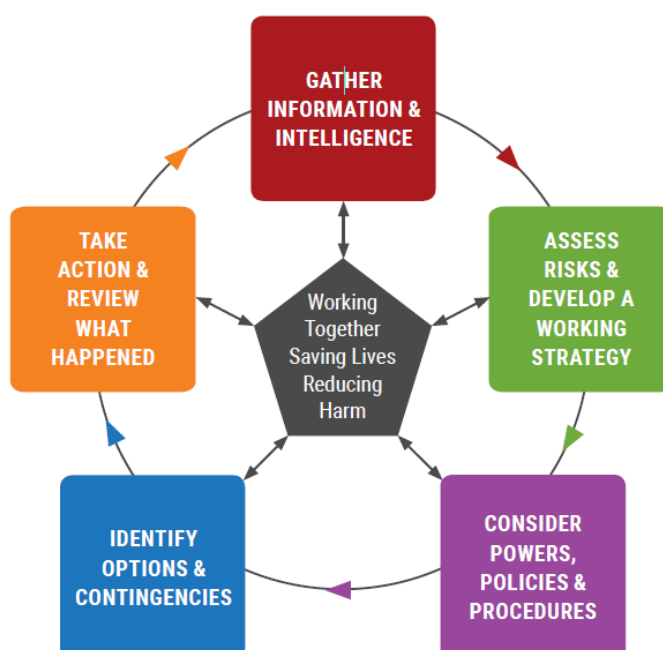 GATHER
INFORMATION &
INTELLIGENCE
ASSESS
RISKS &
DEVELOP A
WORKING
STRATEGY
CONSIDER
POWERS,
POLICIES &
PROCEDURES
IDENTIFY
OPTIONS &
CONTINGENCIES
TAKE
ACTION &
REVIEW
WHAT
HAPPENED
Working
Together
Saving Lives
Reducing
Harm